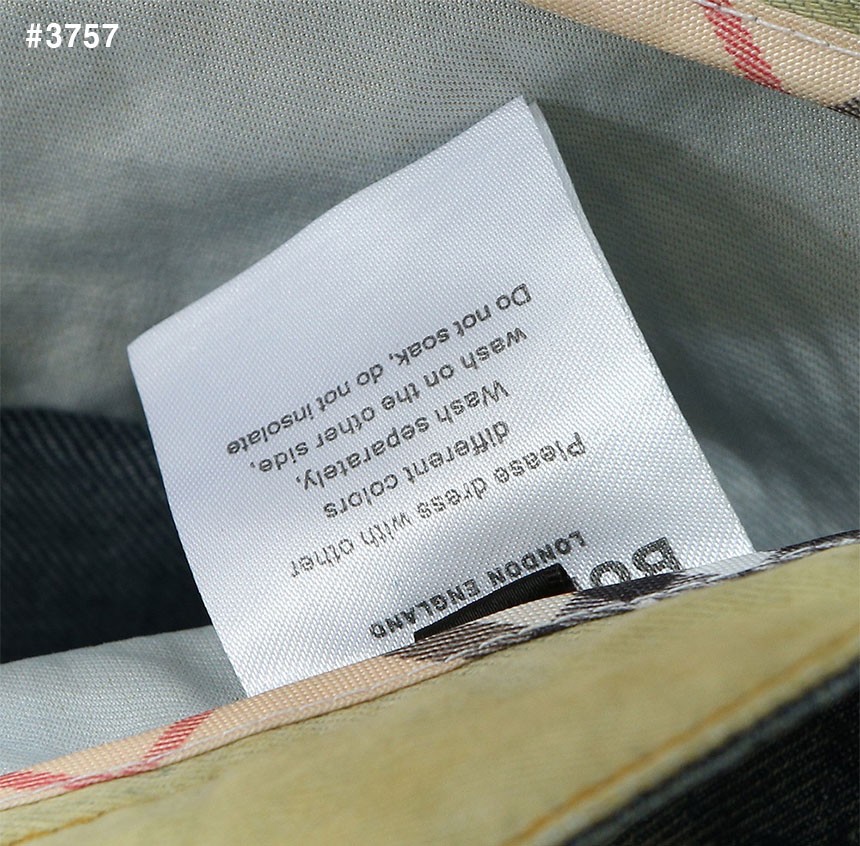 #3757
LONDON ENGLAND
Please dress with other
different colors
Wash separately,
wash on the other side,
Do not soak, do not insolate